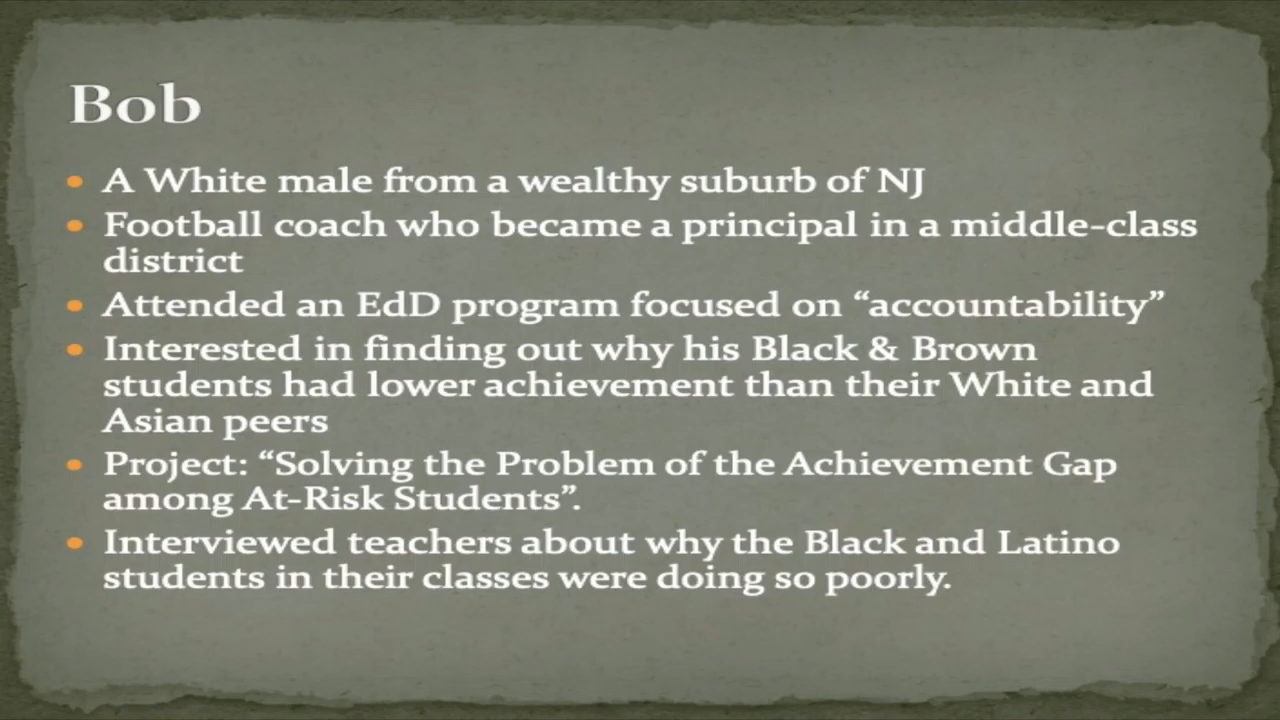 Bob
• A White male from a wealthy suburb of NJ
• Football coach who became a principal in a middle-class
district
• Attended an EdD program focused on “accountability”
• Interested in finding out why his Black & Brown
students had lower achievement than their White and
Asian peers
• Project: “Solving the Problem of the Achievement Gap
among At-Risk Students”.
• Interviewed teachers about why the Black and Latino
students in their classes were doing so poorly.